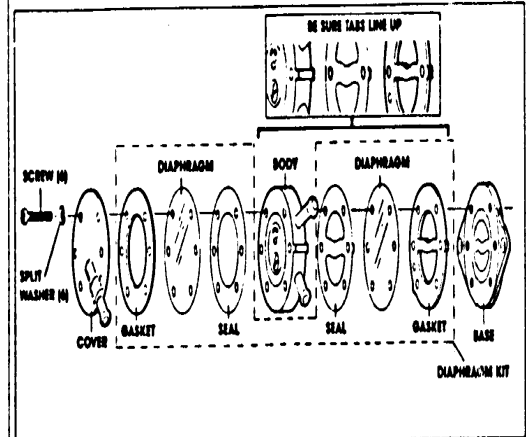 BE SURE TABS LINE UP
DIAPHRAGM
BODY
DIAPHRAGM
SCREW (6)
SPLIT
WASHER (6)
COVER
GASKET
SEAL
SEAL
GASKET
BASE
DIAPHRAGM KIT